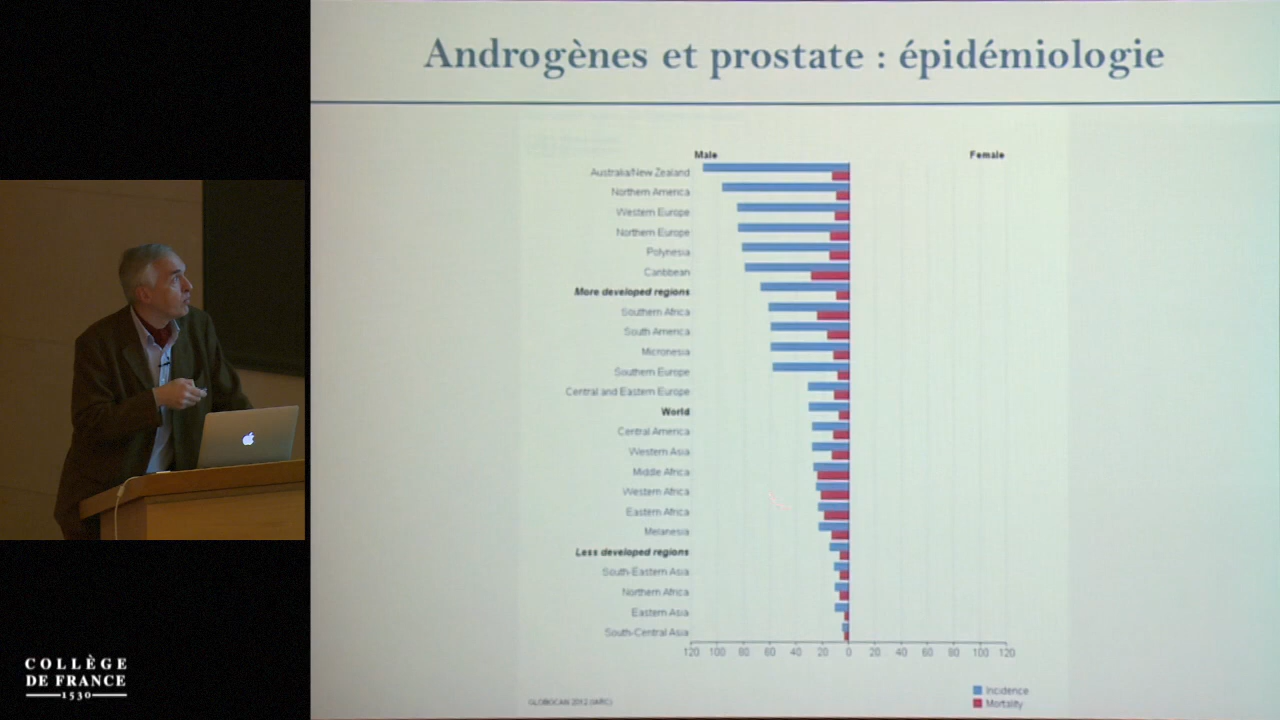 Androgènes et prostate : épidémiologie
Male Female
Australia/New Zealand
Northern America
Western Europe
Northern Europe
Polynesia
Caribbean
More developed regions
Southern Africa
South America
Micronesia
Southern Europe
Central and Eastern Europe
World
Central America
Western Asia
Middle Africa
Western Africa
Eastern Africa
Melanesia
Less developed regions
South-Eastern Asia
Northern Africa
Eastern Asia
South-Central Asia
120 100 80 60 40 20 0 20 40 60 80 100 120
Incidence
Mortality
GLOBOCAN 2012 (IARC)
COLLÈGE
DE FRANCE
1530